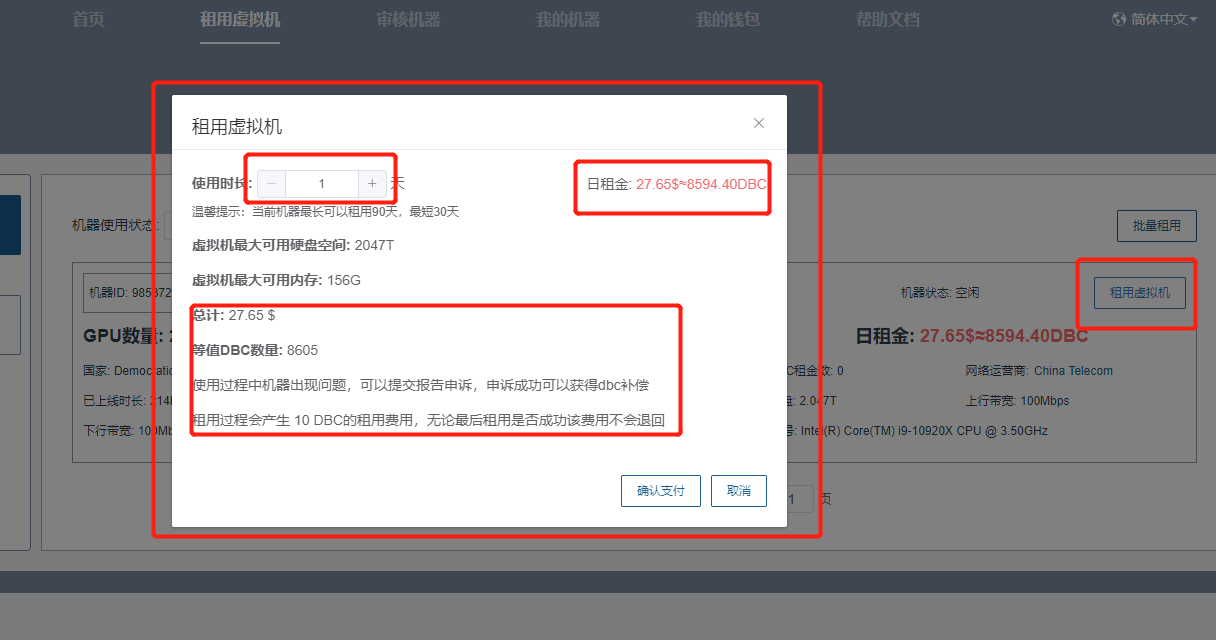 首页 租用虚拟机 审核机器 我的机器 我的钱包 帮助文档 简体中文
租用虚拟机
使用时长: 1 天 日租金: 27.65$≈8594.40DBC
温馨提示: 当前机器最长可以租用90天，最短30天
机器使用状态: 批量租用
虚拟机最大可用硬盘空间: 2047T
虚拟机最大可用内存: 156G
机器ID: 985872 机器状态: 空闲 租用虚拟机
总计: 27.65 $
GPU数量: 日租金: 27.65$≈8594.40DBC
等值DBC数量: 8605
国家: Democratic C租金数: 0 网络运营商: China Telecom
使用过程中机器出现问题，可以提交报告申诉，申诉成功可以获得dbc补偿
已上线时长: 214 2.047T 上行带宽: 100Mbps
租用过程会产生 10 DBC的租用费用，无论最后租用是否成功该费用不会退回
下行带宽: 100Mb Intel(R) Core(TM) i9-10920X CPU @ 3.50GHz
确认支付 取消
1 页